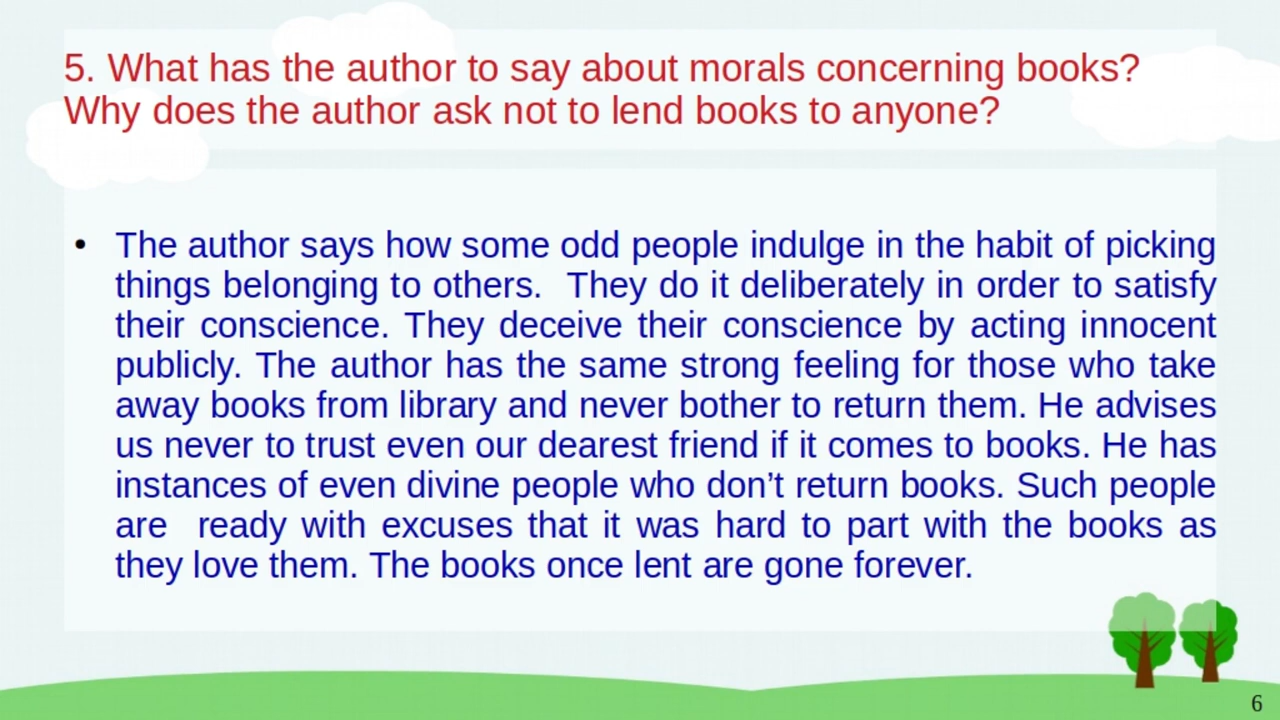 5. What has the author to say about morals concerning books?
Why does the author ask not to lend books to anyone?
• The author says how some odd people indulge in the habit of picking
things belonging to others.  They do it deliberately in order to satisfy
their conscience. They deceive their conscience by acting innocent
publicly. The author has the same strong feeling for those who take
away books from library and never bother to return them. He advises
us never to trust even our dearest friend if it comes to books. He has
instances of even divine people who don’t return books. Such people
are  ready with excuses that it was hard to part with the books as
they love them. The books once lent are gone forever.
6